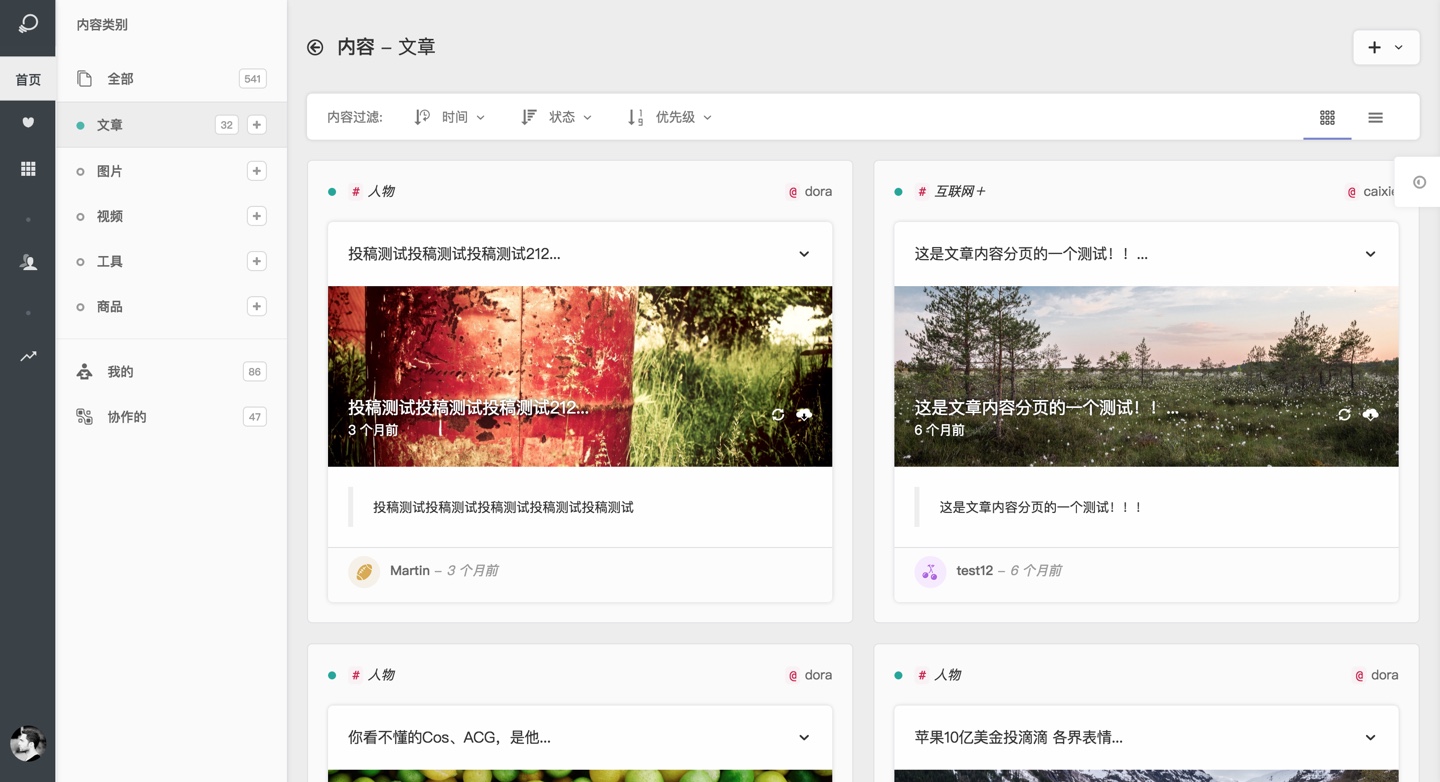 内容类别
首页
全部
541
文章
32
图片
视频
工具
商品
我的
86
协作的
47
内容 – 文章
内容过滤: 时间 状态 优先级
# 人物
@ dora
投稿测试投稿测试投稿测试212...
投稿测试投稿测试投稿测试212...
3 个月前
投稿测试投稿测试投稿测试投稿测试投稿测试
Martin – 3 个月前
# 互联网+
@ caixie
这是文章内容分页的一个测试！！...
这是文章内容分页的一个测试！！...
6 个月前
这是文章内容分页的一个测试！！！
test12 – 6 个月前
# 人物
@ dora
你看不懂的Cos、ACG，是他...
# 人物
@ dora
苹果10亿美金投滴滴 各界表情...